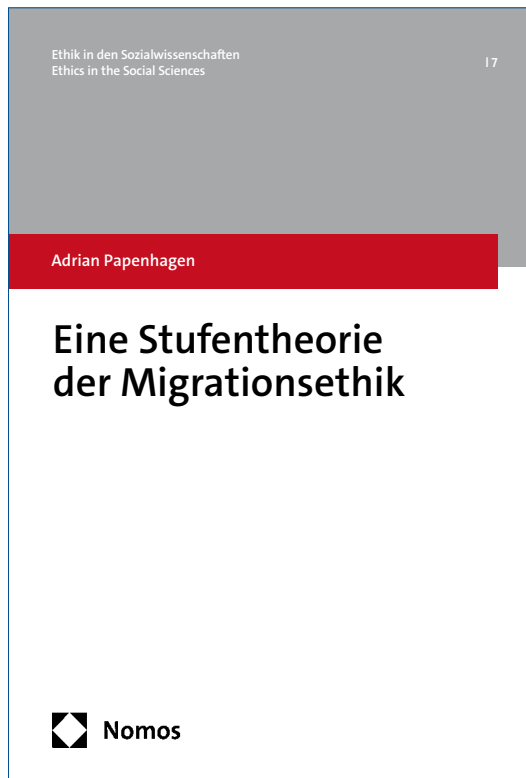 Ethik in den Sozialwissenschaften
Ethics in the Social Sciences
| 7
Adrian Papenhagen
Eine Stufentheorie
der Migrationsethik
Nomos